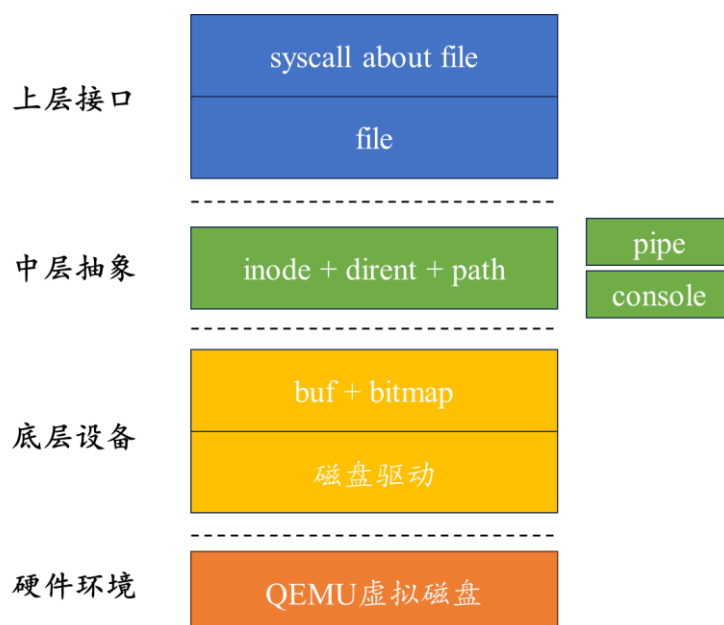 上层接口
syscall about file
file
中层抽象
inode + dirent + path
pipe
console
底层设备
buf + bitmap
磁盘驱动
硬件环境
QEMU虚拟磁盘